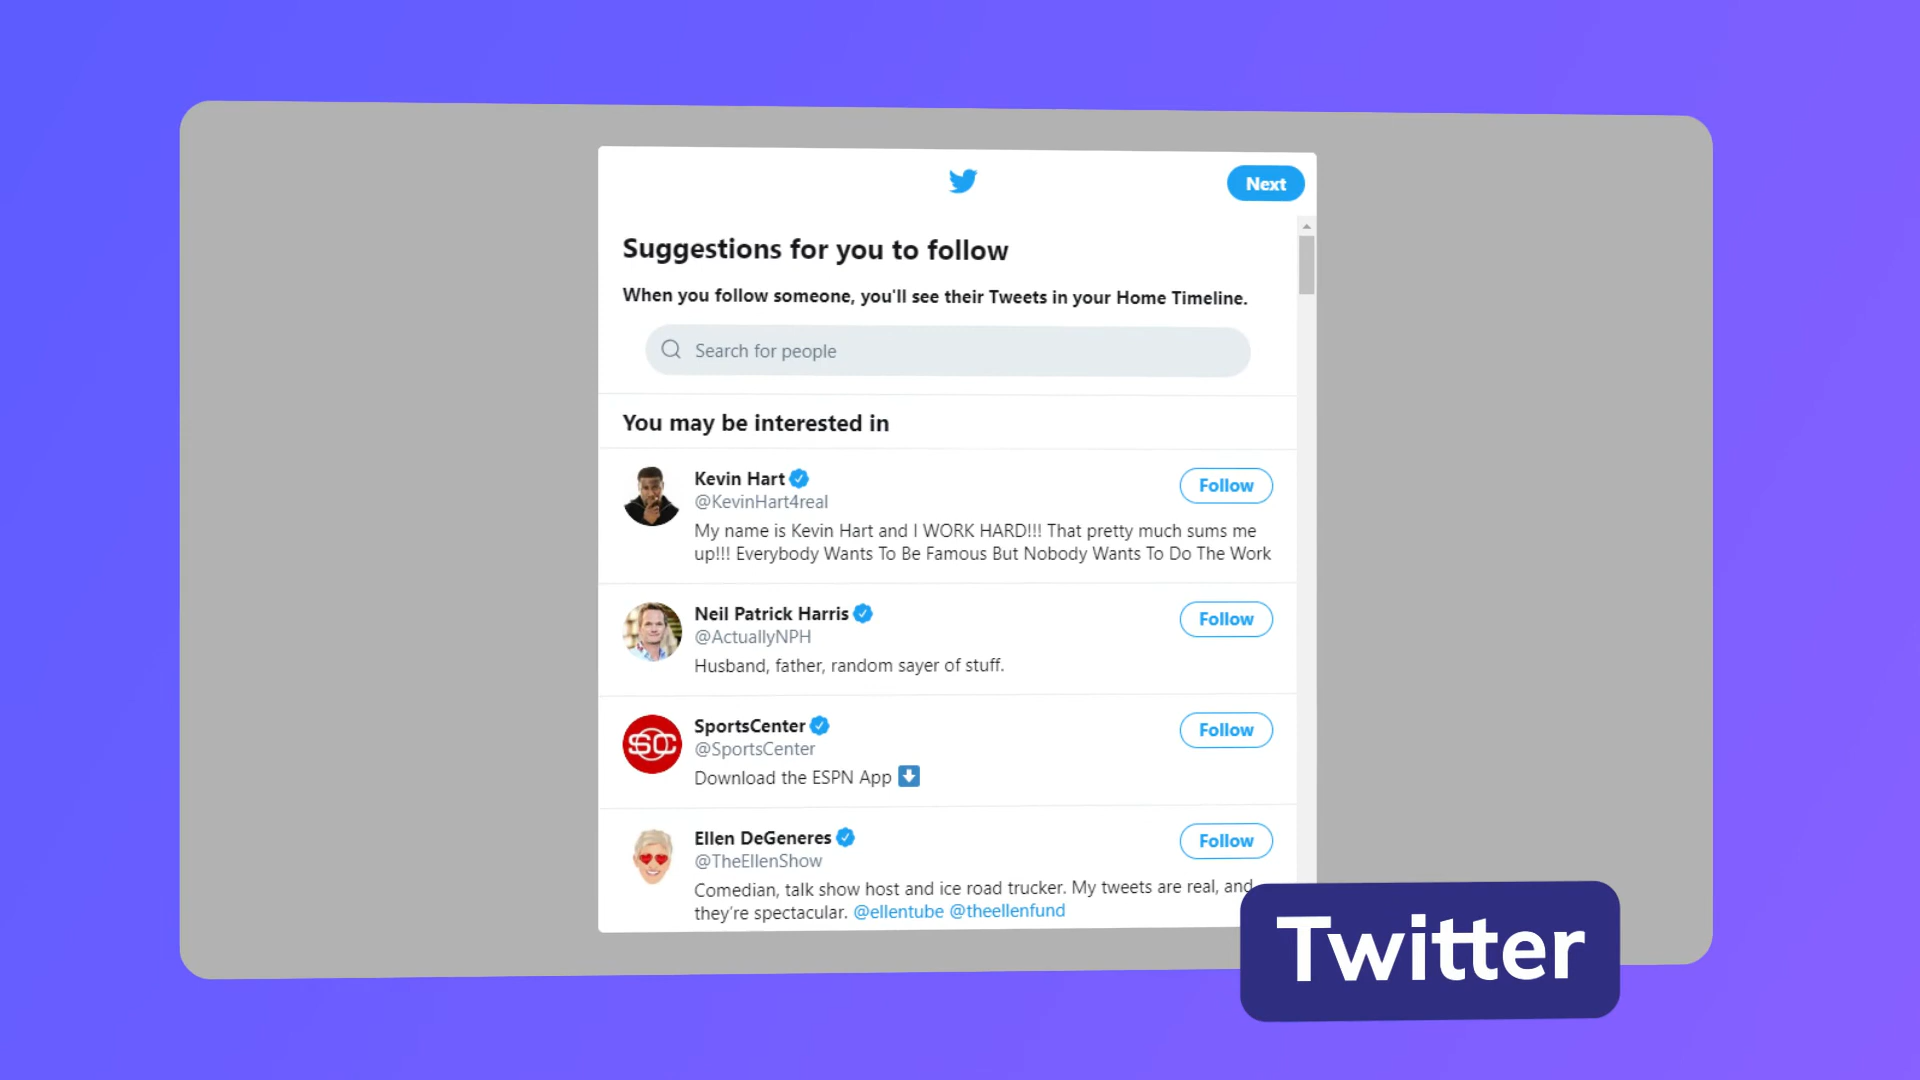 Next
Suggestions for you to follow
When you follow someone, you'll see their Tweets in your Home Timeline.
Search for people
You may be interested in
Kevin Hart
Follow
@KevinHart4real
My name is Kevin Hart and I WORK HARD!!! That pretty much sums me
up!!! Everybody Wants To Be Famous But Nobody Wants To Do The Work
Neil Patrick Harris
Follow
@ActuallyNPH
Husband, father, random sayer of stuff.
SC
SportsCenter
Follow
@SportsCenter
Download the ESPN App ⬇️
Ellen DeGeneres
Follow
@TheEllenShow
Comedian, talk show host and ice road trucker. My tweets are real, and
they’re spectacular. @ellentube @theellenfund
Twitter